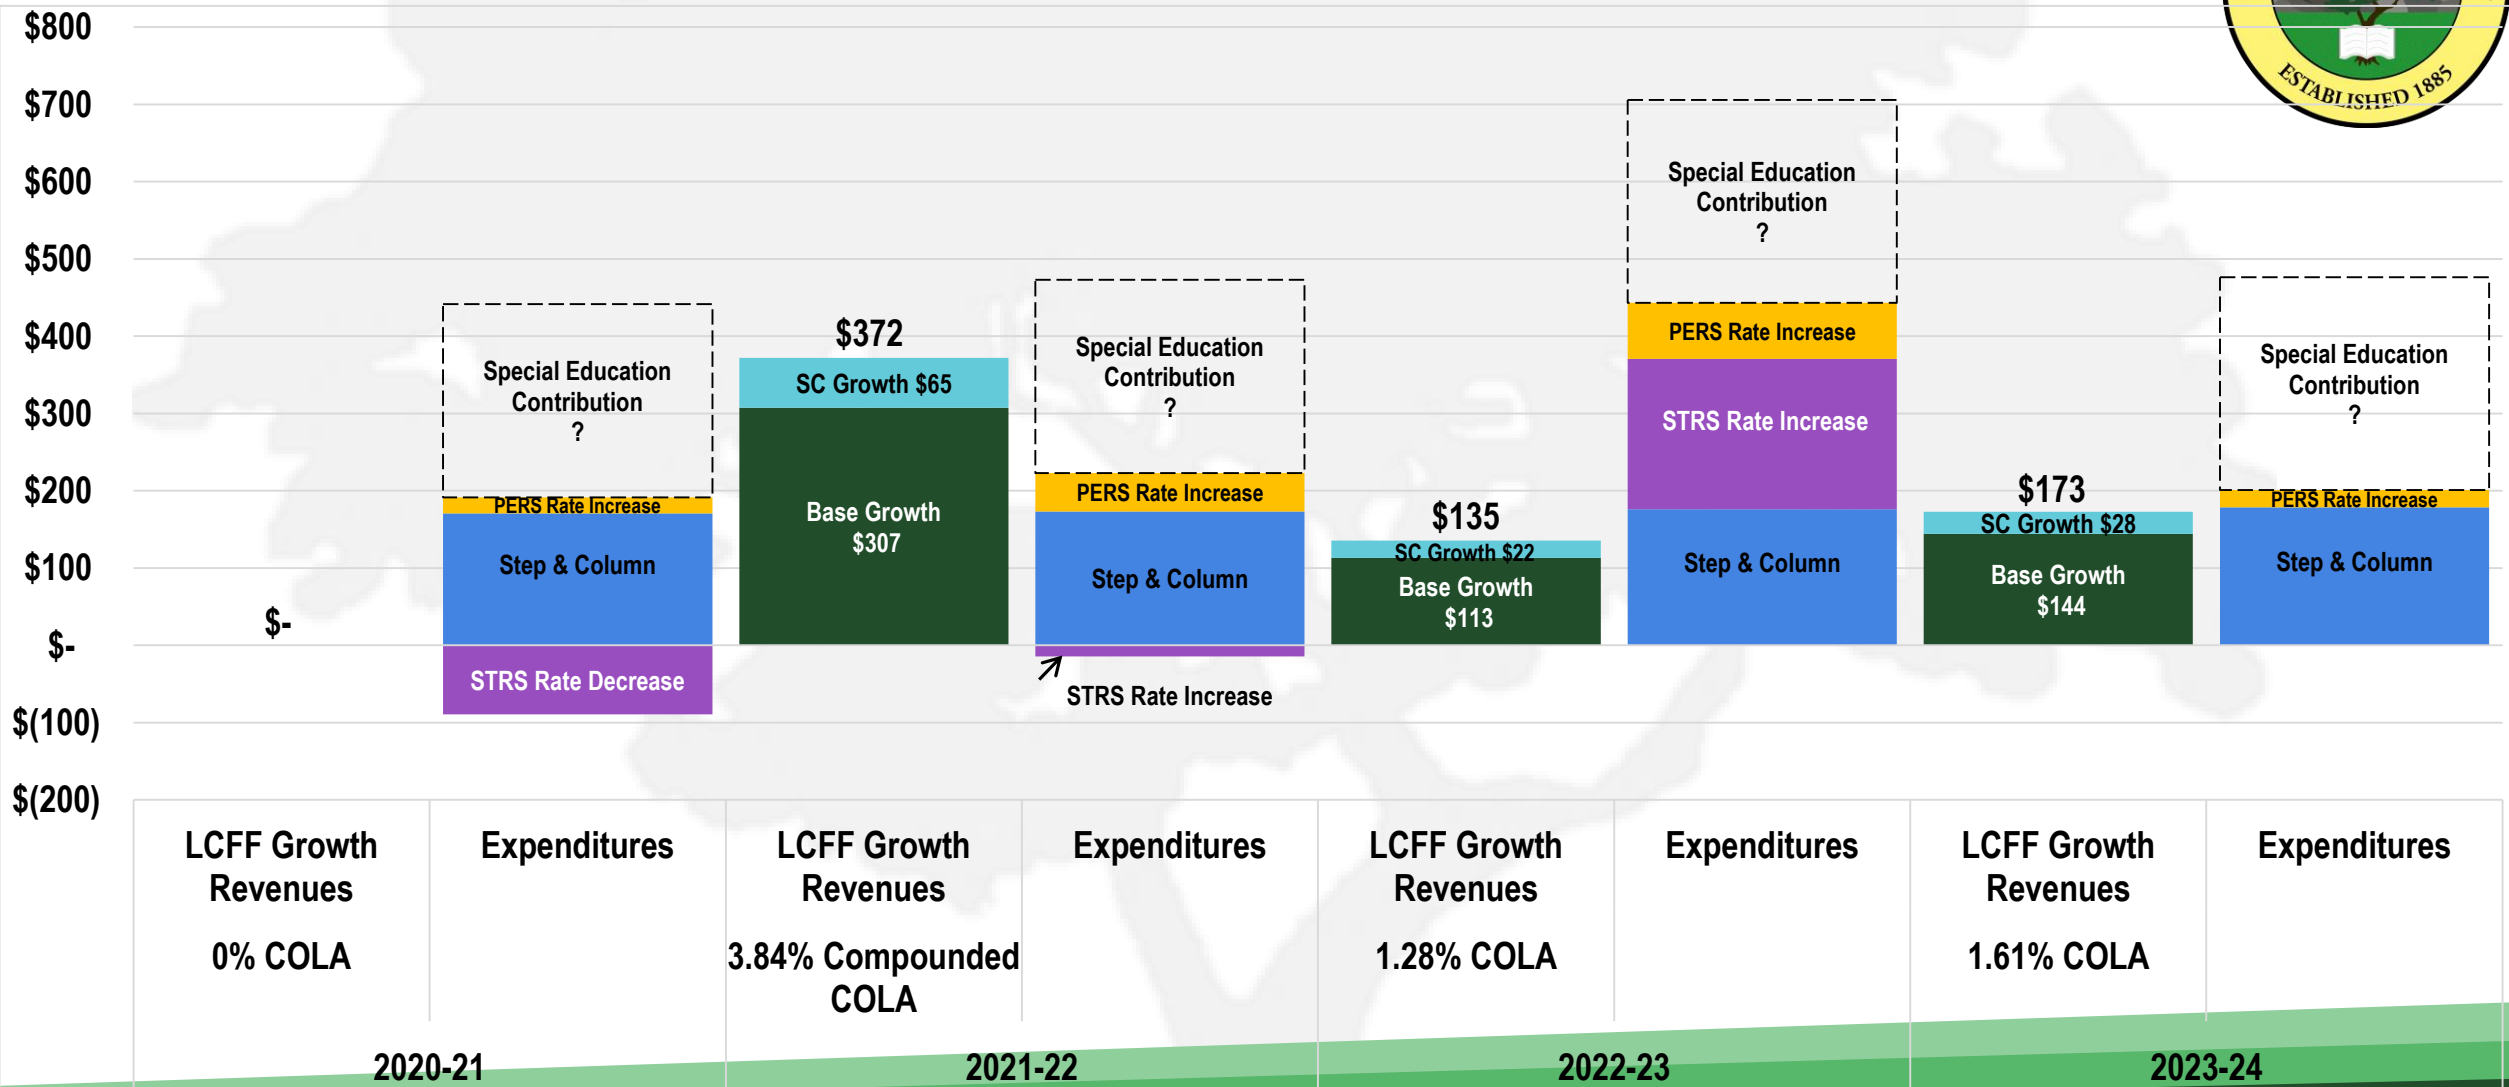 $800
$700
$600
$500
$400
$300
$200
$100
$-
$(100)
$(200)
ESTABLISHED 1885
$-
Special Education
Contribution
?
PERS Rate Increase
Step & Column
STRS Rate Decrease
$372
SC Growth $65
Base Growth
$307
Special Education
Contribution
?
PERS Rate Increase
Step & Column
STRS Rate Increase
$135
SC Growth $22
Base Growth
$113
Special Education
Contribution
?
PERS Rate Increase
STRS Rate Increase
Step & Column
$173
SC Growth $28
Base Growth
$144
Special Education
Contribution
?
PERS Rate Increase
Step & Column
LCFF Growth
Revenues
0% COLA
Expenditures
LCFF Growth
Revenues
3.84% Compounded
COLA
Expenditures
LCFF Growth
Revenues
1.28% COLA
Expenditures
LCFF Growth
Revenues
1.61% COLA
Expenditures
2020-21
2021-22
2022-23
2023-24